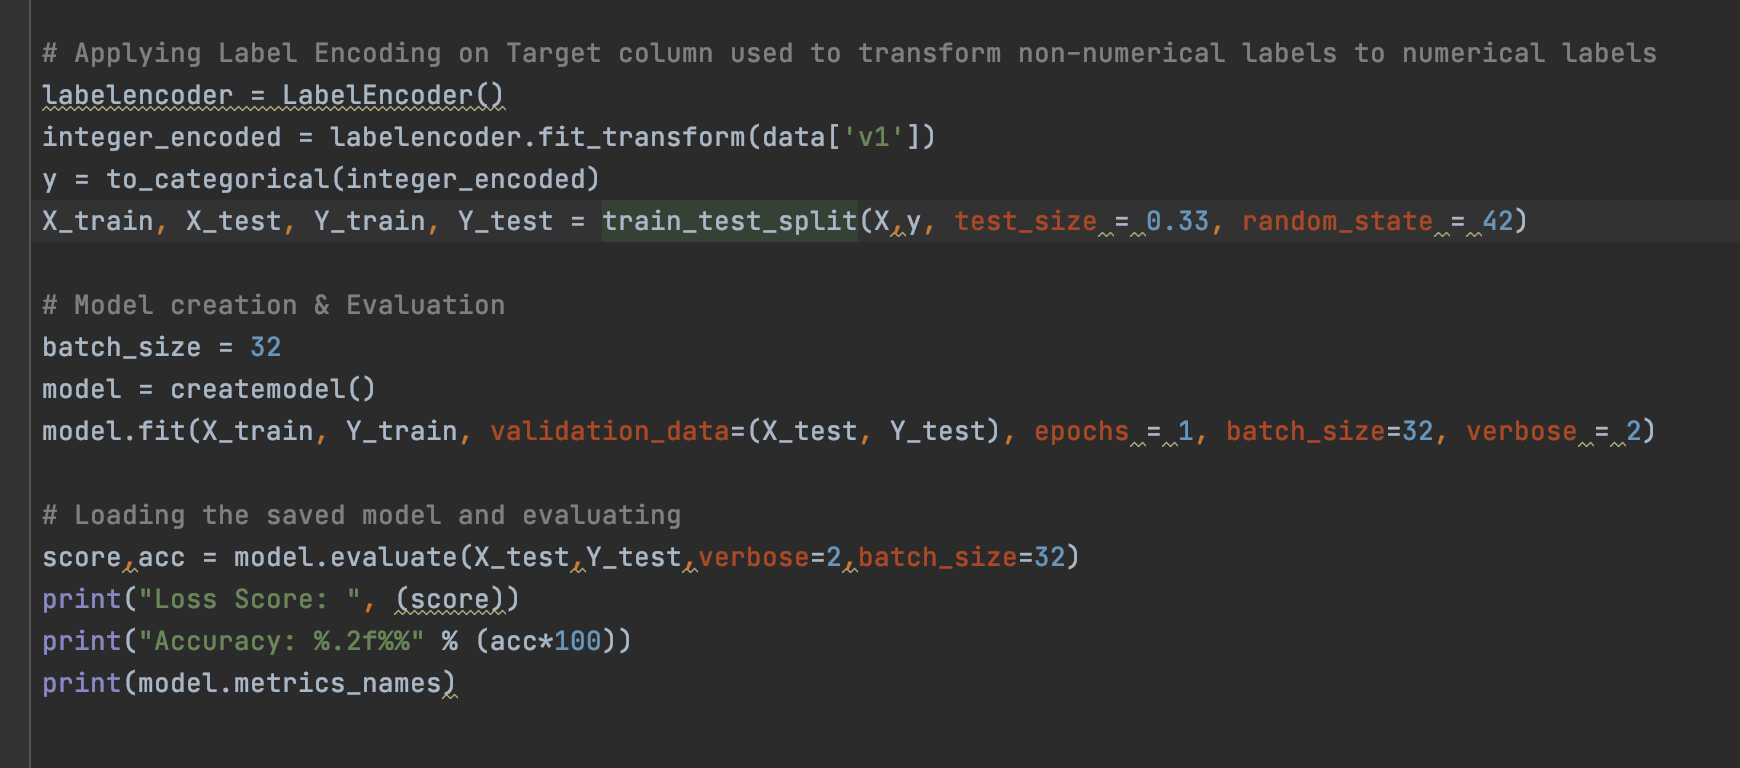 # Applying Label Encoding on Target column used to transform non-numerical labels to numerical labels
labelencoder = LabelEncoder()
integer_encoded = labelencoder.fit_transform(data['v1'])
y = to_categorical(integer_encoded)
X_train, X_test, Y_train, Y_test = train_test_split(X,y, test_size = 0.33, random_state = 42)
# Model creation & Evaluation
batch_size = 32
model = createmodel()
model.fit(X_train, Y_train, validation_data=(X_test, Y_test), epochs = 1, batch_size=32, verbose = 2)
# Loading the saved model and evaluating
score,acc = model.evaluate(X_test,Y_test,verbose=2,batch_size=32)
print("Loss Score: ", (score))
print("Accuracy: %.2f%%" % (acc*100))
print(model.metrics_names)